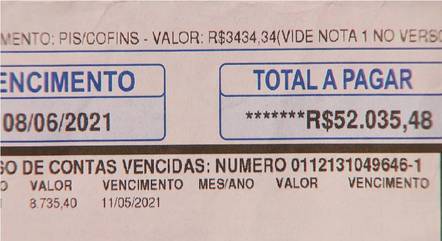 MENTO: PIS/COFINS - VALOR: R$3434,34(VIDE NOTA 1 NO VERSO
ENCIMENTO TOTAL A PAGAR
08/06/2021 *******R$52.035,48
SO DE CONTAS VENCIDAS: NUMERO 0112131049646-1
O VALOR VENCIMENTO MES/ANO VALOR VENCIMENTO
8.735,40 11/05/2021